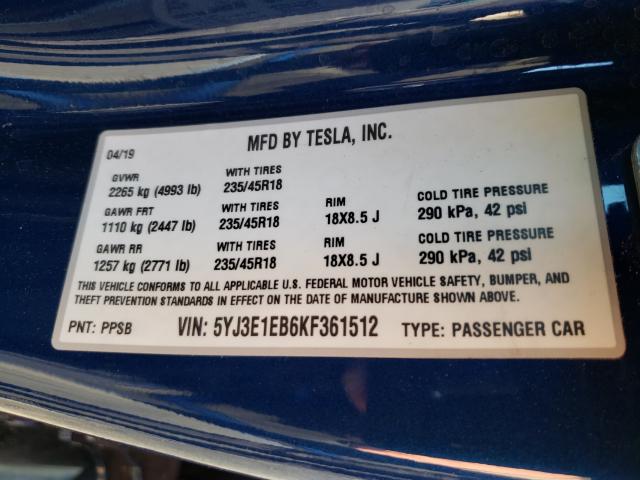 MFD BY TESLA, INC.
04/19
GVWR WITH TIRES
2265 kg (4993 lb) 235/45R18
GAWR FRT WITH TIRES RIM COLD TIRE PRESSURE
1110 kg (2447 lb) 235/45R18 18X8.5 J 290 kPa, 42 psi
GAWR RR WITH TIRES RIM COLD TIRE PRESSURE
1257 kg (2771 lb) 235/45R18 18X8.5 J 290 kPa, 42 psi
THIS VEHICLE CONFORMS TO ALL APPLICABLE U.S. FEDERAL MOTOR VEHICLE SAFETY, BUMPER, AND
THEFT PREVENTION STANDARDS IN EFFECT ON THE DATE OF MANUFACTURE SHOWN ABOVE.
PNT: PPSB VIN: 5YJ3E1EB6KF361512 TYPE: PASSENGER CAR